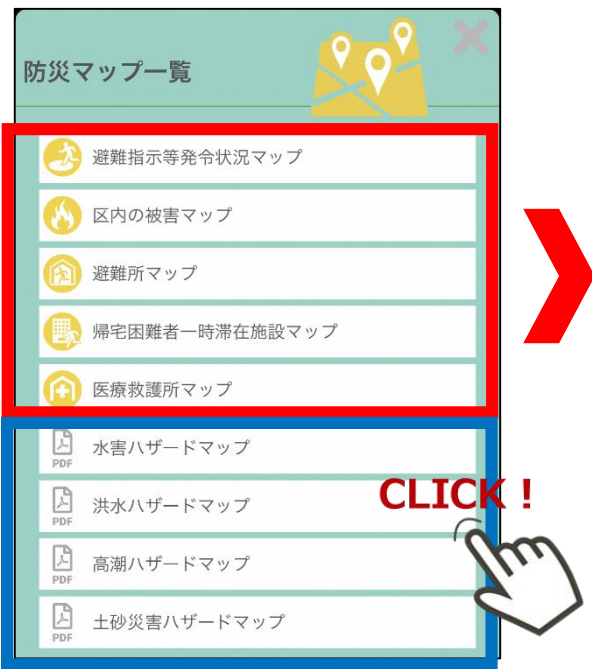 防災マップ一覧
避難指示等発令状況マップ
区内の被害マップ
避難所マップ
帰宅困難者一時滞在施設マップ
医療救護所マップ
PDF 水害ハザードマップ
CLICK!
PDF 洪水ハザードマップ
PDF 高潮ハザードマップ
PDF 土砂災害ハザードマップ